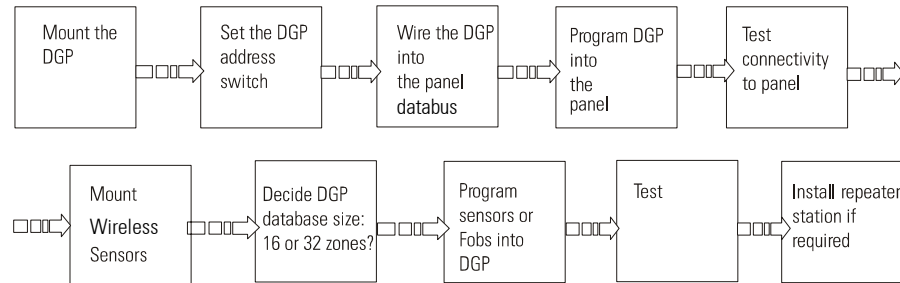 Mount the
DGP
Set the DGP
address
switch
Wire the DGP
into
the panel
databus
Program DGP
into
the
panel
Test
connectivity
to panel
Mount
Wireless
Sensors
Decide DGP
database size:
16 or 32 zones?
Program
sensors or
Fobs into
DGP
Test
Install repeater
station if
required